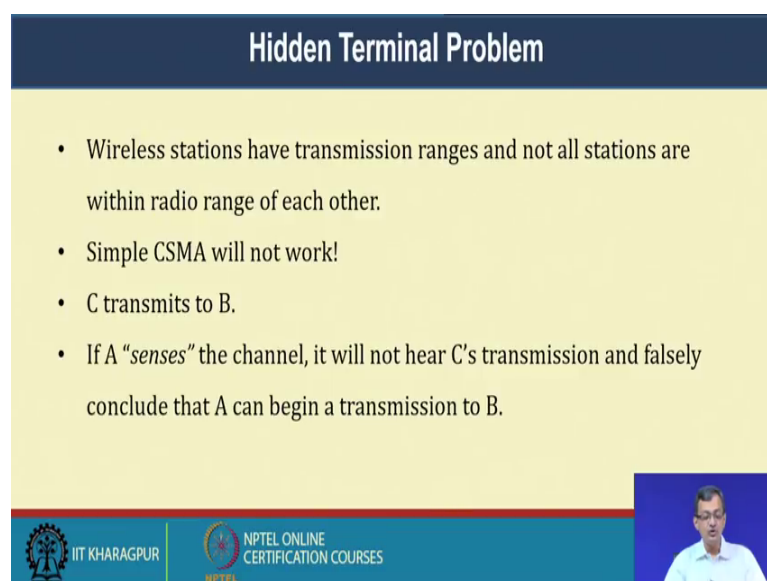 Hidden Terminal Problem
• Wireless stations have transmission ranges and not all stations are
within radio range of each other.
• Simple CSMA will not work!
• C transmits to B.
• If A “senses” the channel, it will not hear C’s transmission and falsely
conclude that A can begin a transmission to B.
IIT KHARAGPUR
NPTEL ONLINE
CERTIFICATION COURSES
NPTEL